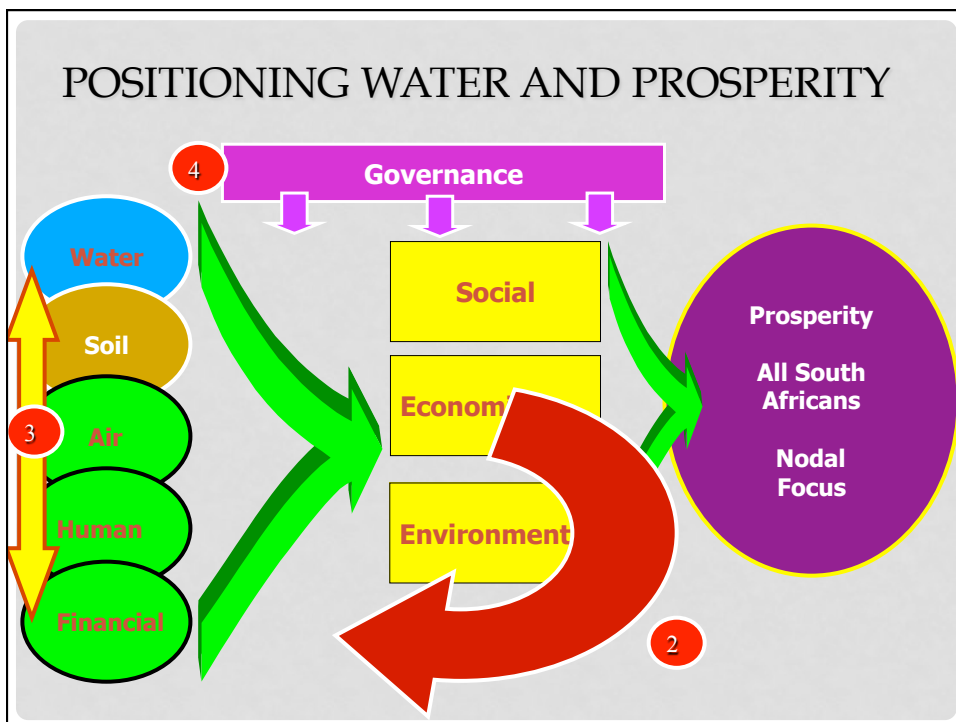 POSITIONING WATER AND PROSPERITY
4
Governance
Water
Soil
3
Air
Human
Financial
Social
Environment
2
Prosperity
All South
Africans
Nodal
Focus